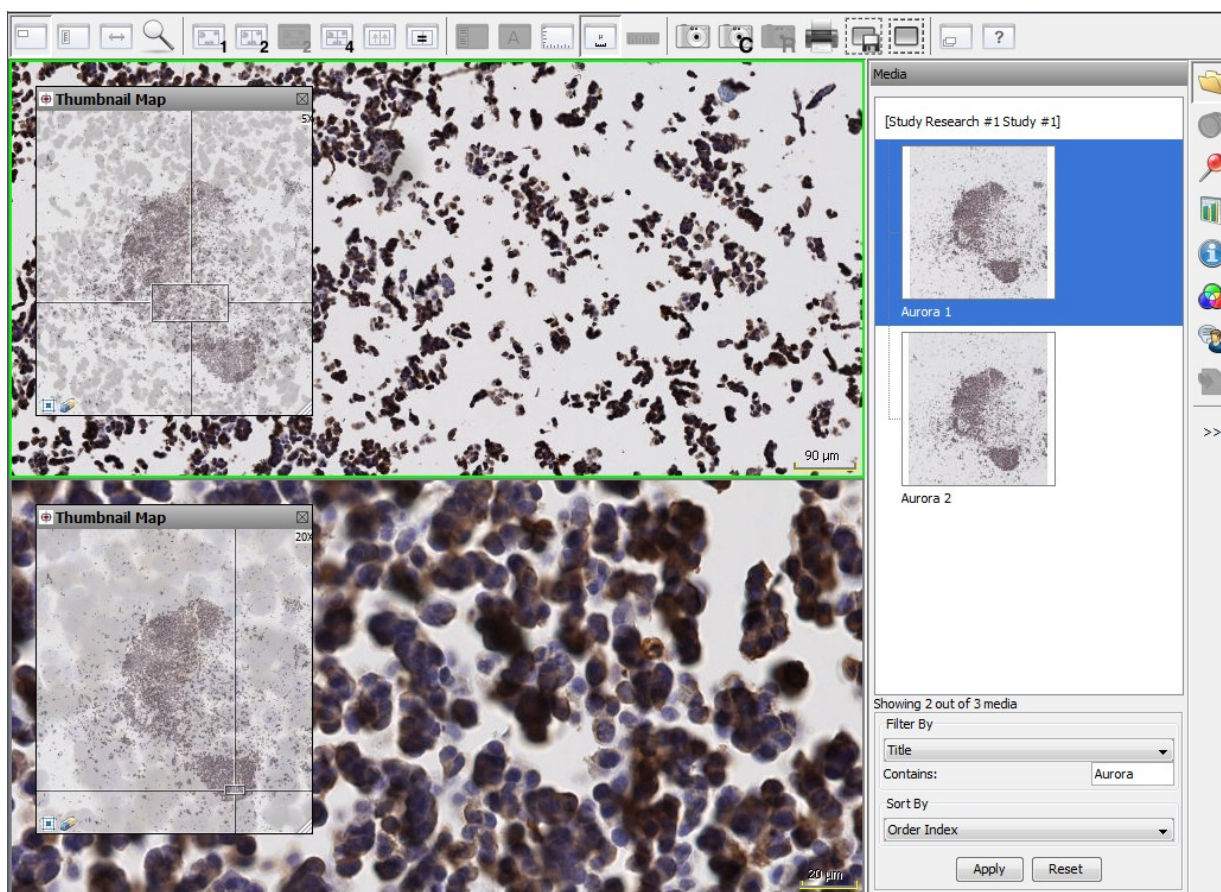 1
2
2
4
A
μ
C
R
?
Thumbnail Map
5X
90 μm
Thumbnail Map
20X
20 μm
Media
[Study Research #1 Study #1]
Aurora 1
Aurora 2
>>
Showing 2 out of 3 media
Filter By
Title
Contains: Aurora
Sort By
Order Index
Apply Reset